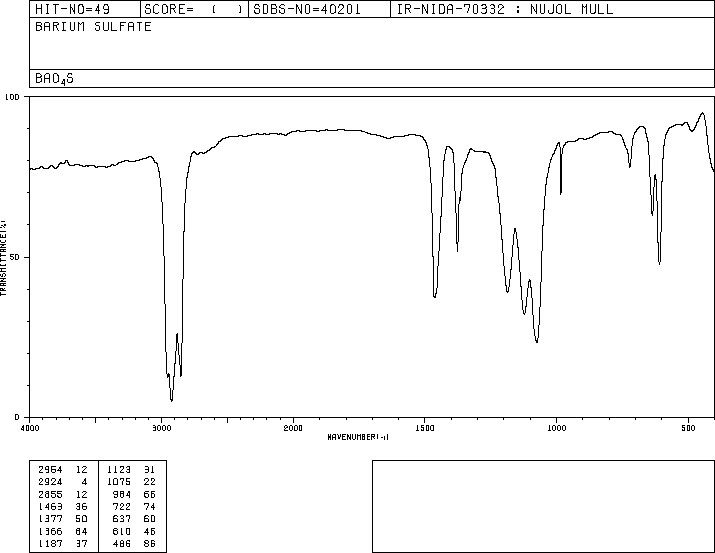 HIT-NO=49 SCORE= ( ) SDBS-NO=40201 IR-NIDA-70332 : NUJOL MULL
BARIUM SULFATE
BAO4S
100
50
0
TRANSMITTANCE(%)
4000 3000 2000 1500 1000 500
WAVENUMBER(-1)
2954 12 1123 31
2924 4 1075 22
2855 12 984 66
1463 36 722 74
1377 50 637 60
1366 64 610 46
1187 37 486 86